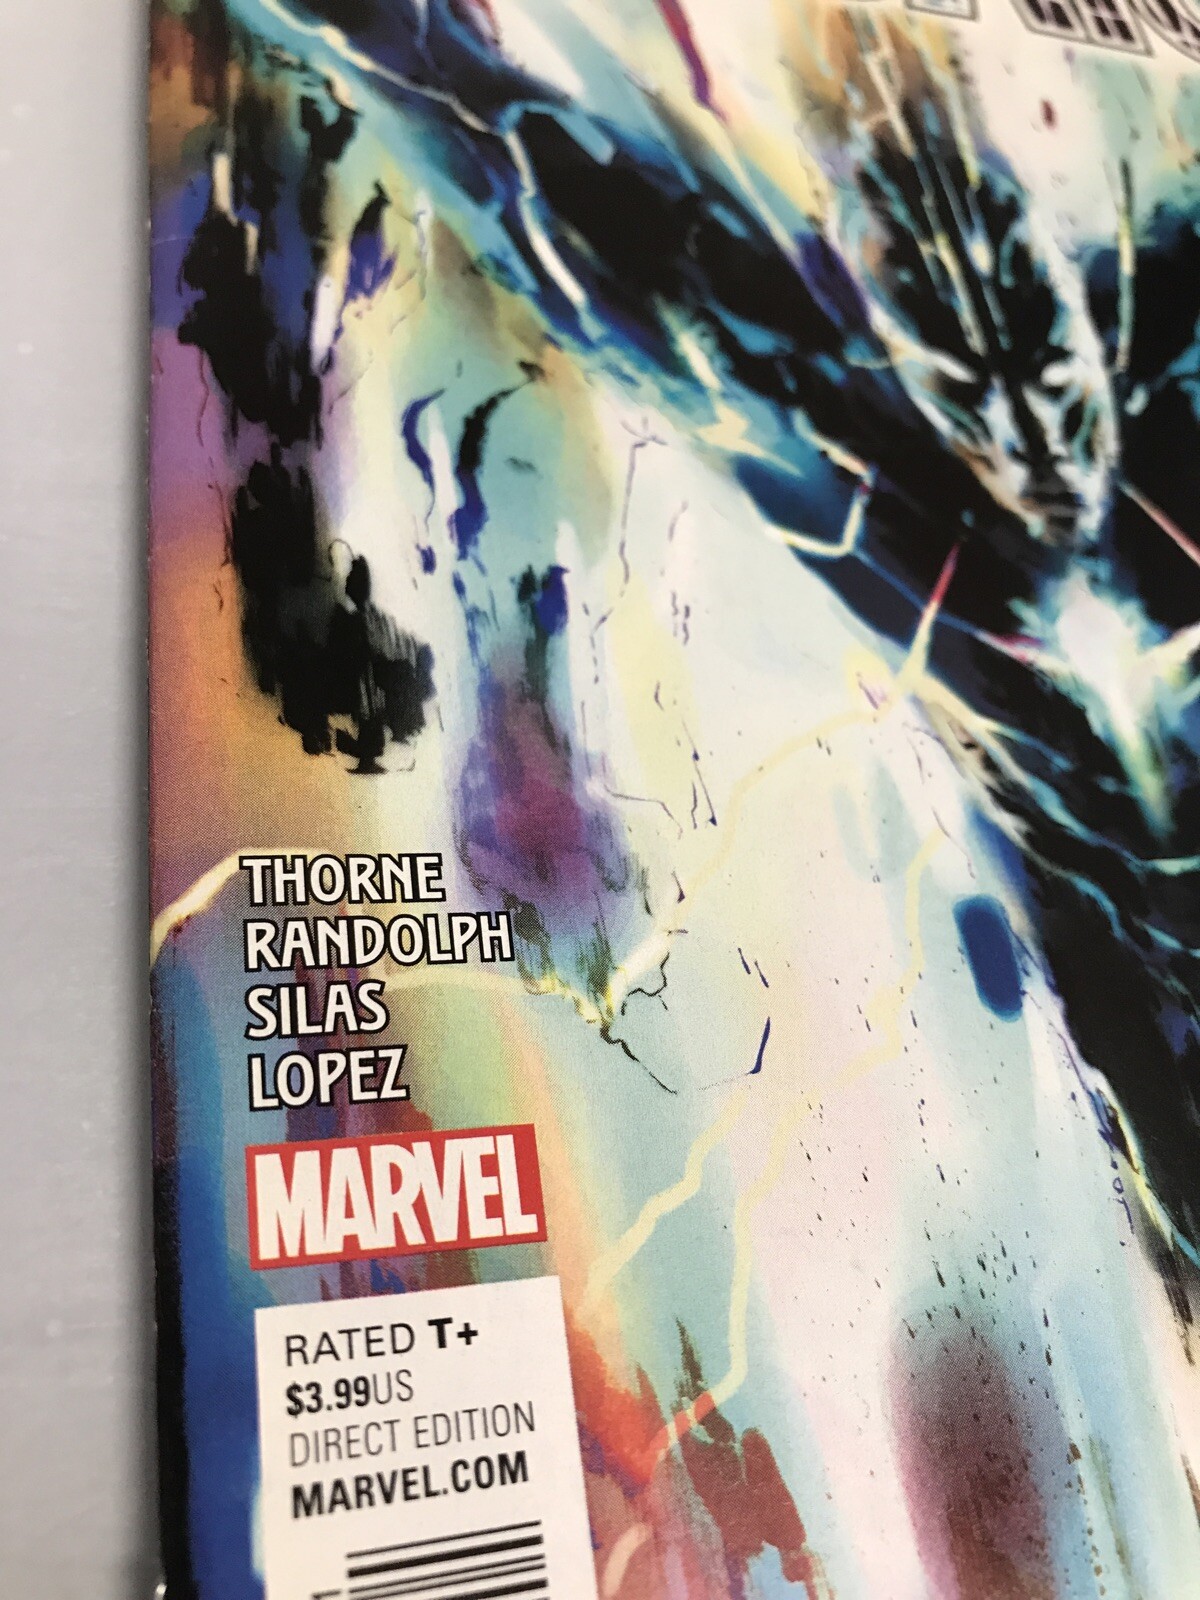 THORNE
RANDOLPH
SILAS
LOPEZ
MARVEL
RATED T+
$3.99US
DIRECT EDITION
MARVEL.COM